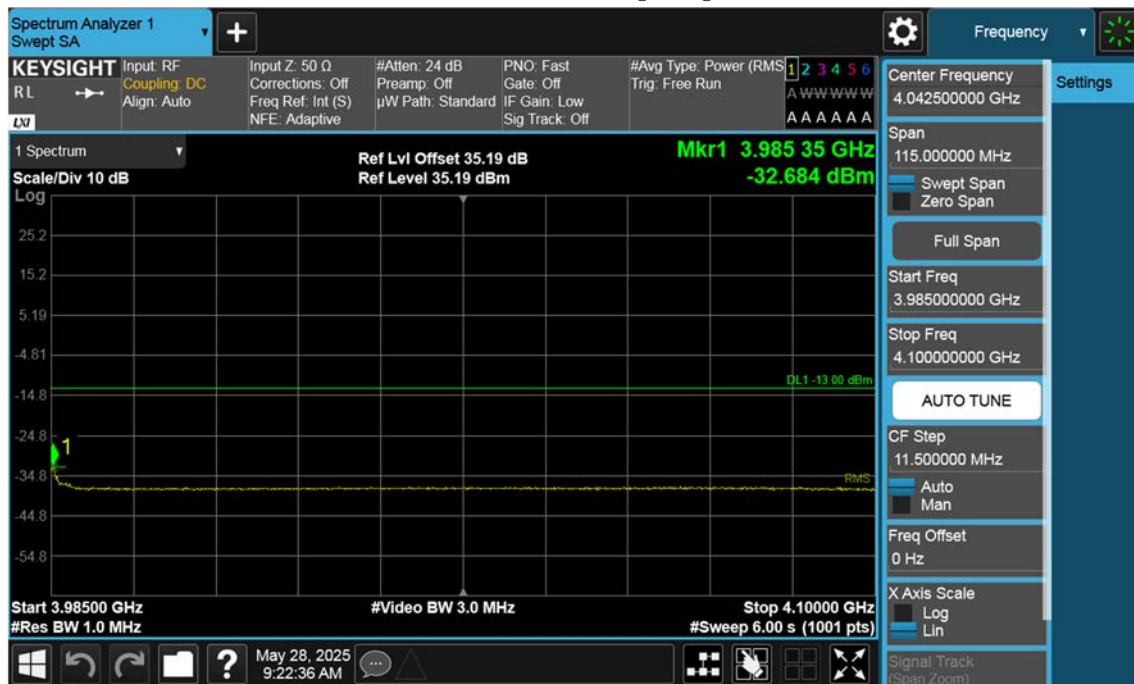 Spectrum Analyzer 1
Swept SA
Frequency
KEYSIGHT
R L
LXI
Input: RF
Coupling: DC
Align: Auto
Input Z: 50 Ω
Corrections: Off
Freq Ref: Int (S)
NFE: Adaptive
#Atten: 24 dB
Preamp: Off
µW Path: Standard
PNO: Fast
Gate: Off
IF Gain: Low
Sig Track: Off
#Avg Type: Power (RMS
Trig: Free Run
1 2 3 4 5 6
A W W W W W
A A A A A A
1 Spectrum
Scale/Div 10 dB
Log
Ref Lvl Offset 35.19 dB
Ref Level 35.19 dBm
Mkr1 3.985 35 GHz
-32.684 dBm
25.2
15.2
5.19
-4.81
DL1 -13.00 dBm
-14.8
-24.8
1
-34.8
RMS
-44.8
-54.8
Start 3.98500 GHz
#Video BW 3.0 MHz
Stop 4.10000 GHz
#Res BW 1.0 MHz
#Sweep 6.00 s (1001 pts)
?
May 28, 2025
9:22:36 AM
Settings
Center Frequency
4.042500000 GHz
Span
115.000000 MHz
Swept Span
Zero Span
Full Span
Start Freq
3.985000000 GHz
Stop Freq
4.100000000 GHz
AUTO TUNE
CF Step
11.500000 MHz
Auto
Man
Freq Offset
0 Hz
X Axis Scale
Log
Lin
Signal Track
(Span Zoom)